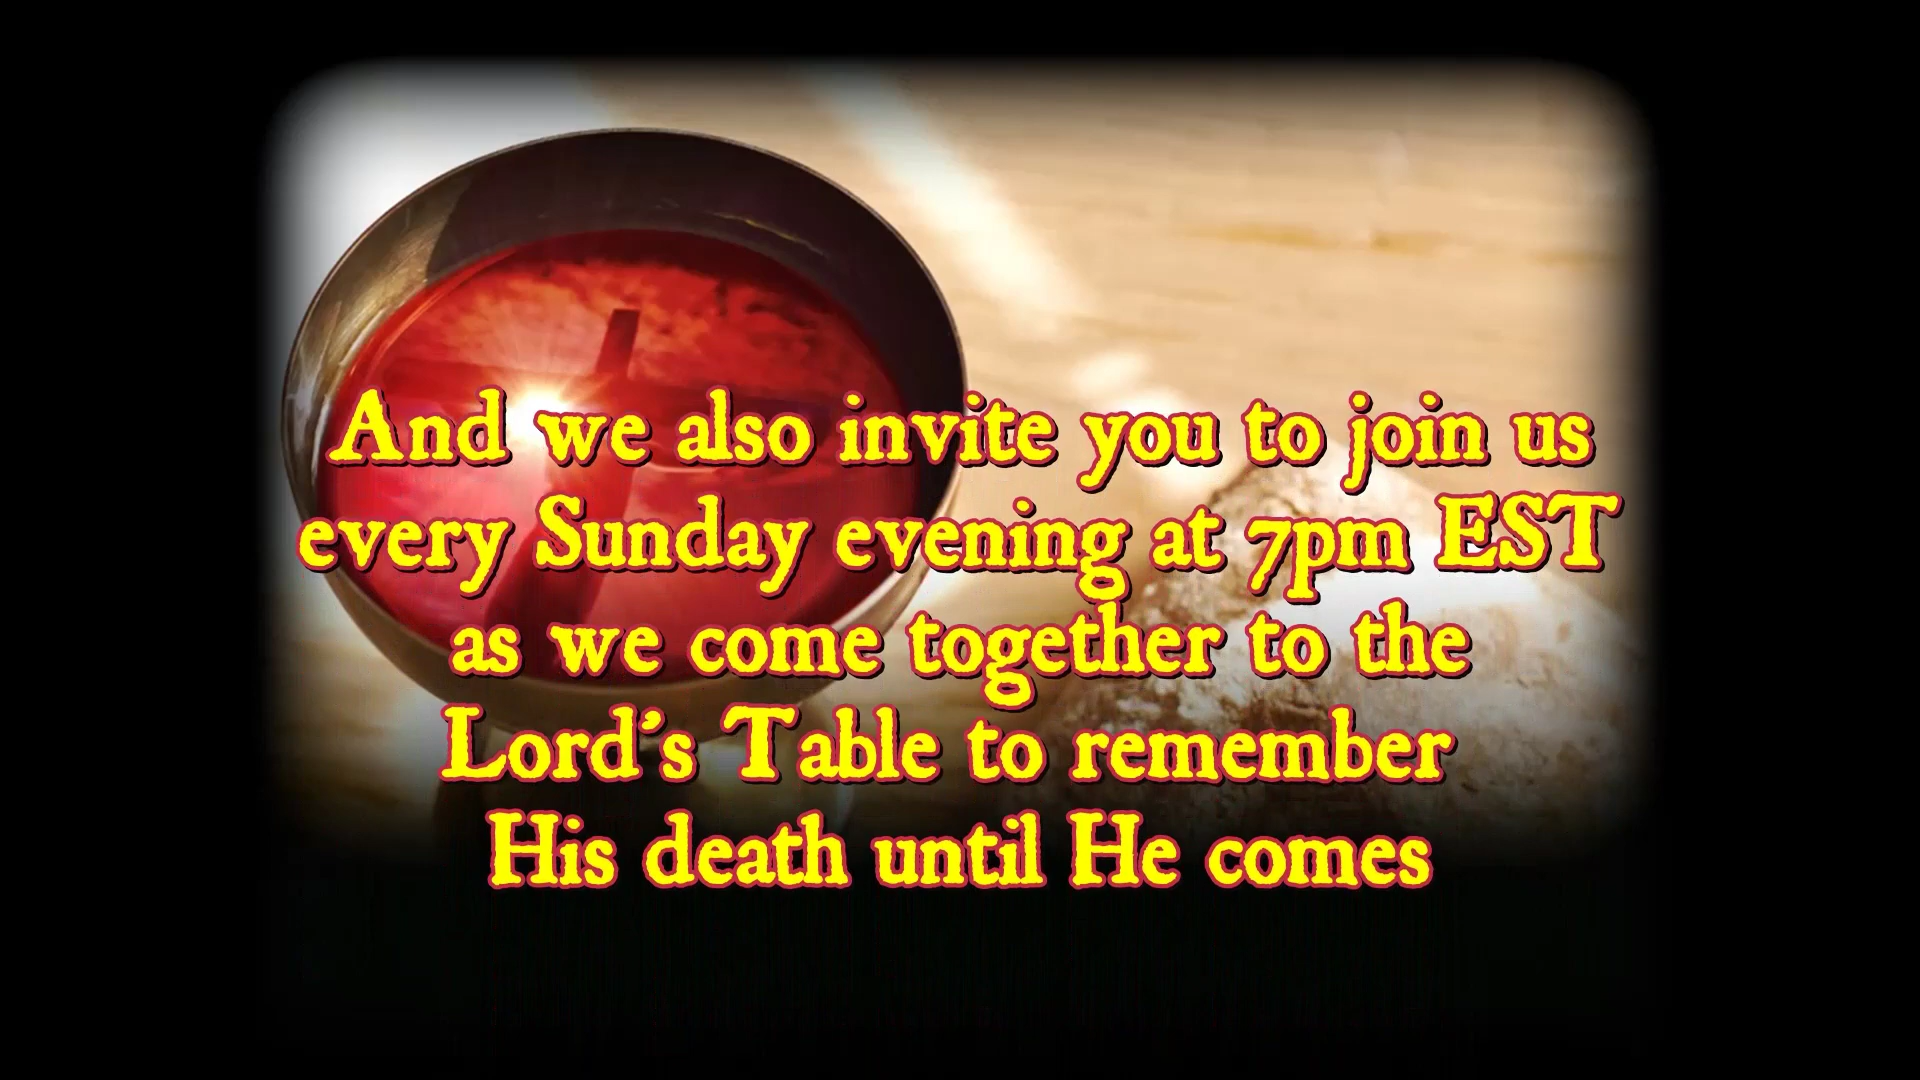 And we also invite you to join us
every Sunday evening at 7pm EST
as we come together to the
Lord's Table to remember
His death until He comes